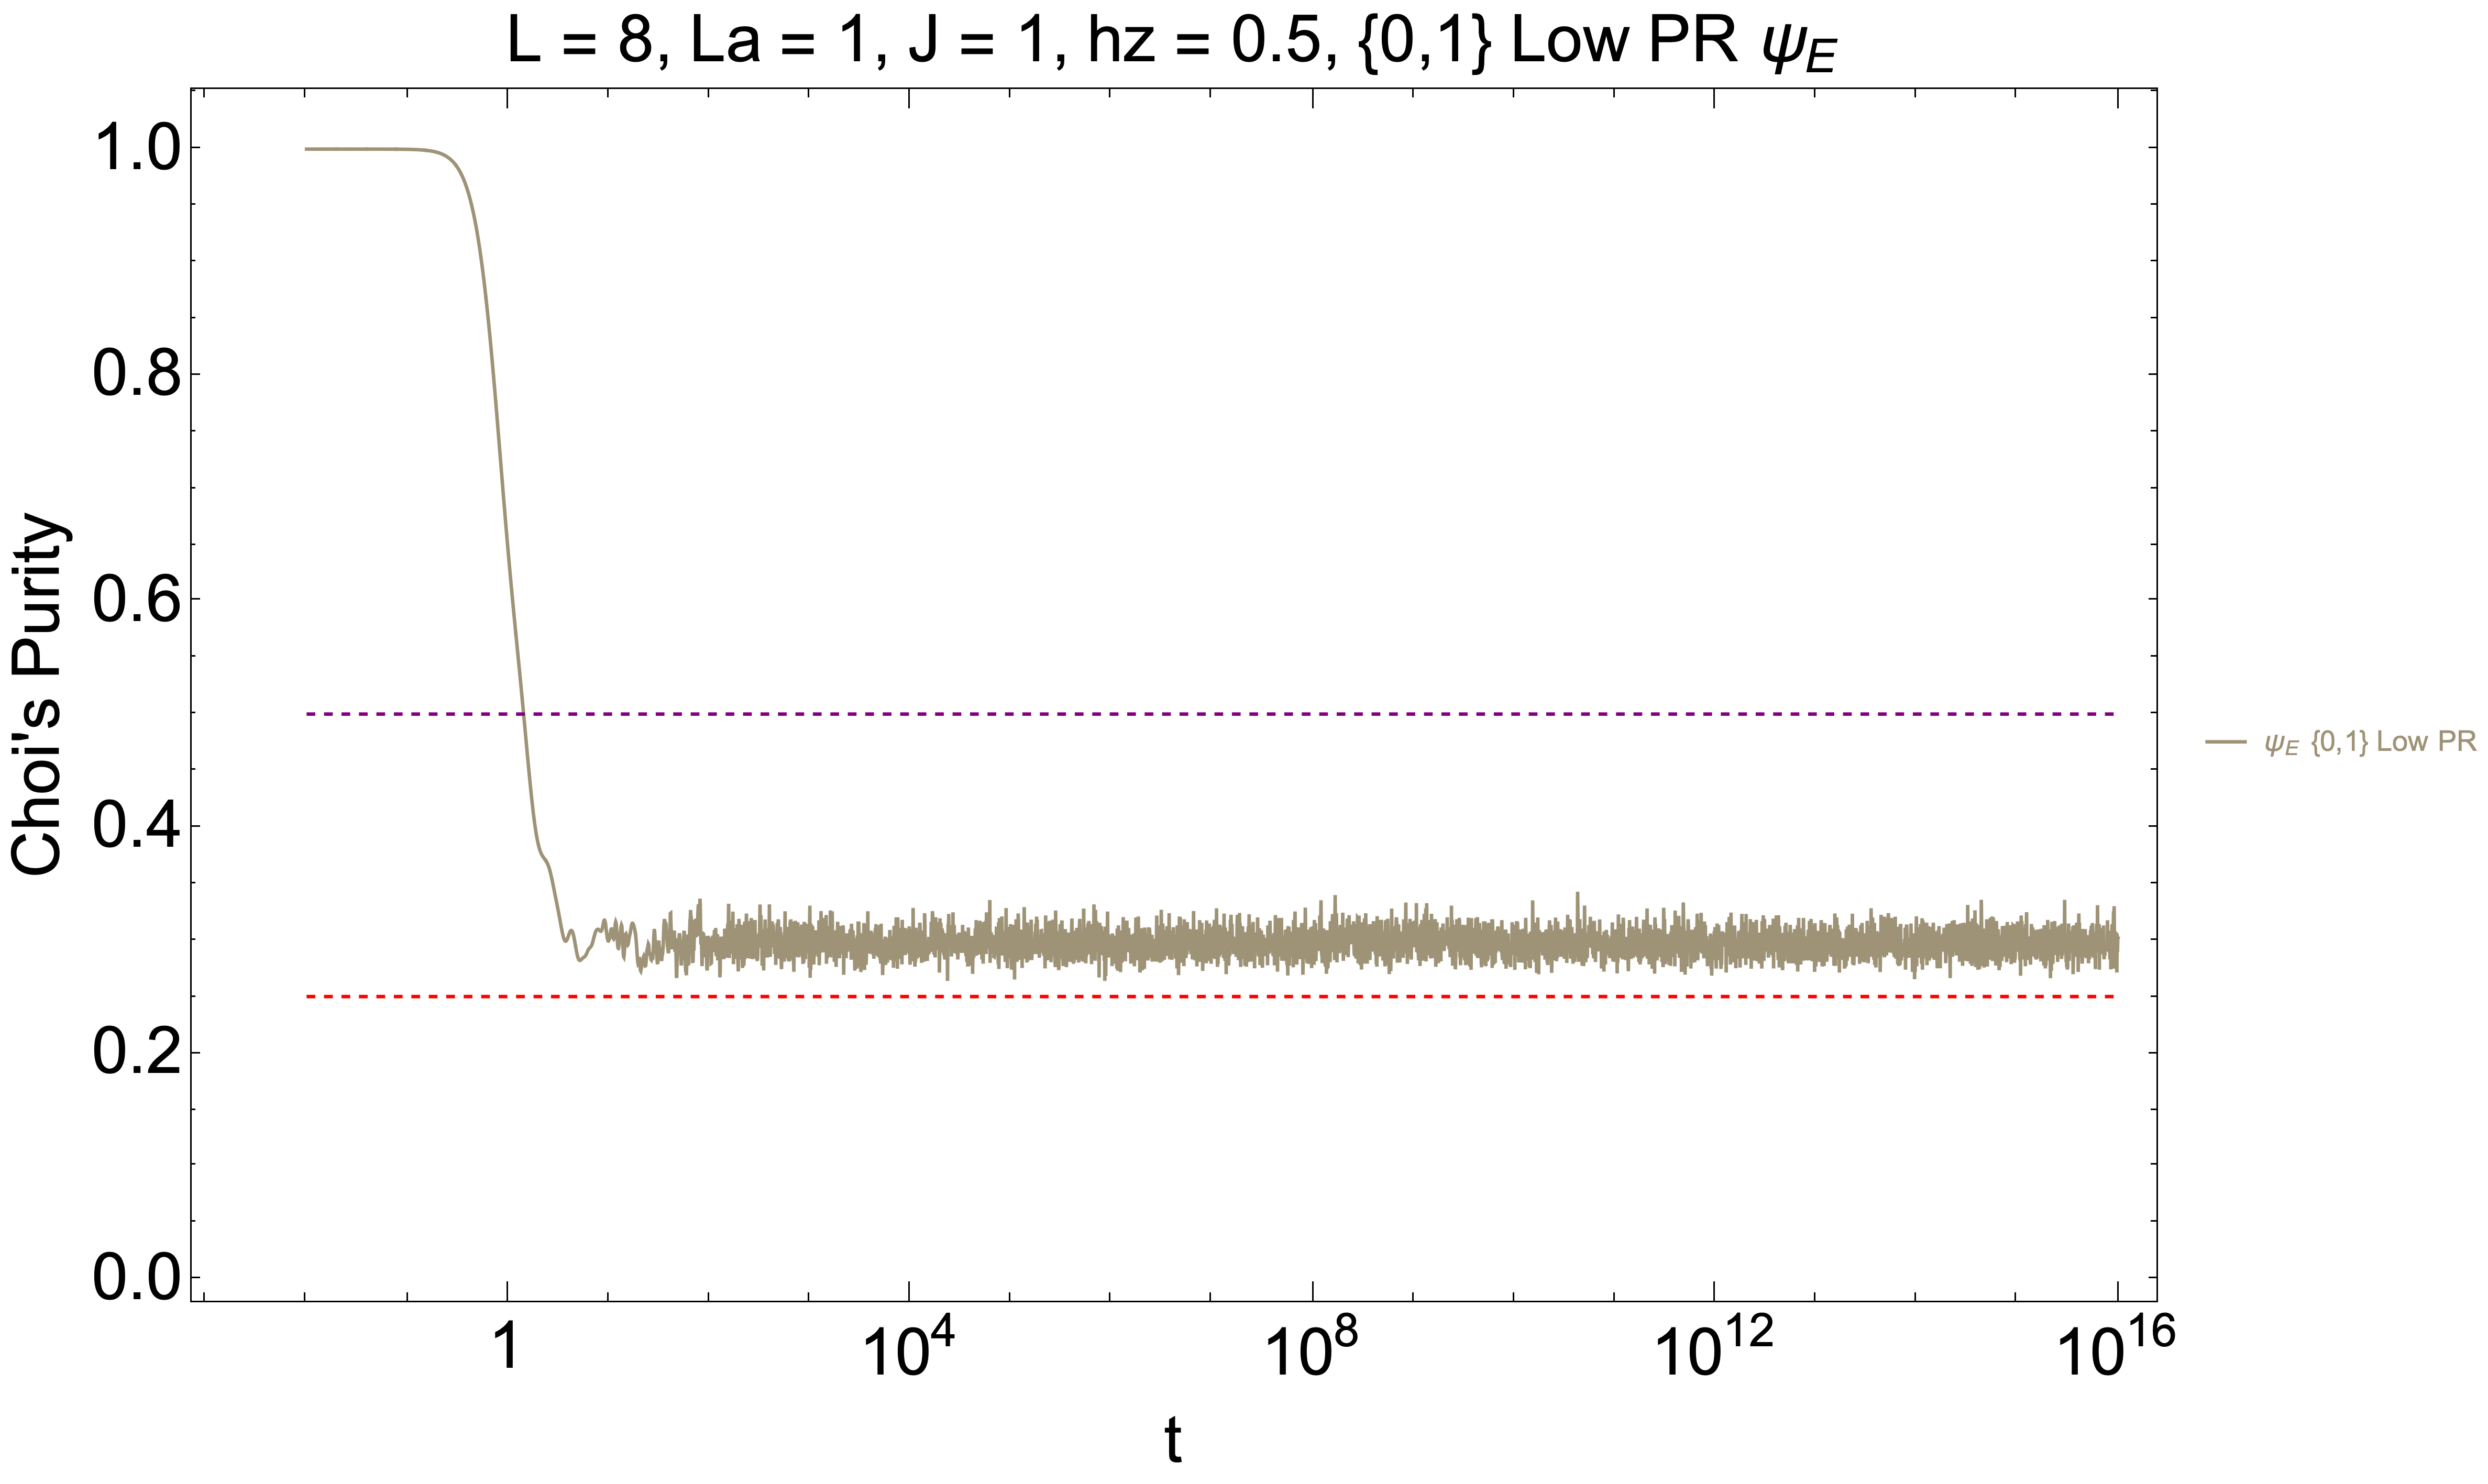 L = 8, La = 1, J = 1, hz = 0.5, {0,1} Low PR ψ_E
1.0
0.8
0.6
0.4
0.2
0.0
Choi's Purity
1
10^4
10^8
10^12
10^16
t
ψ_E {0,1} Low PR